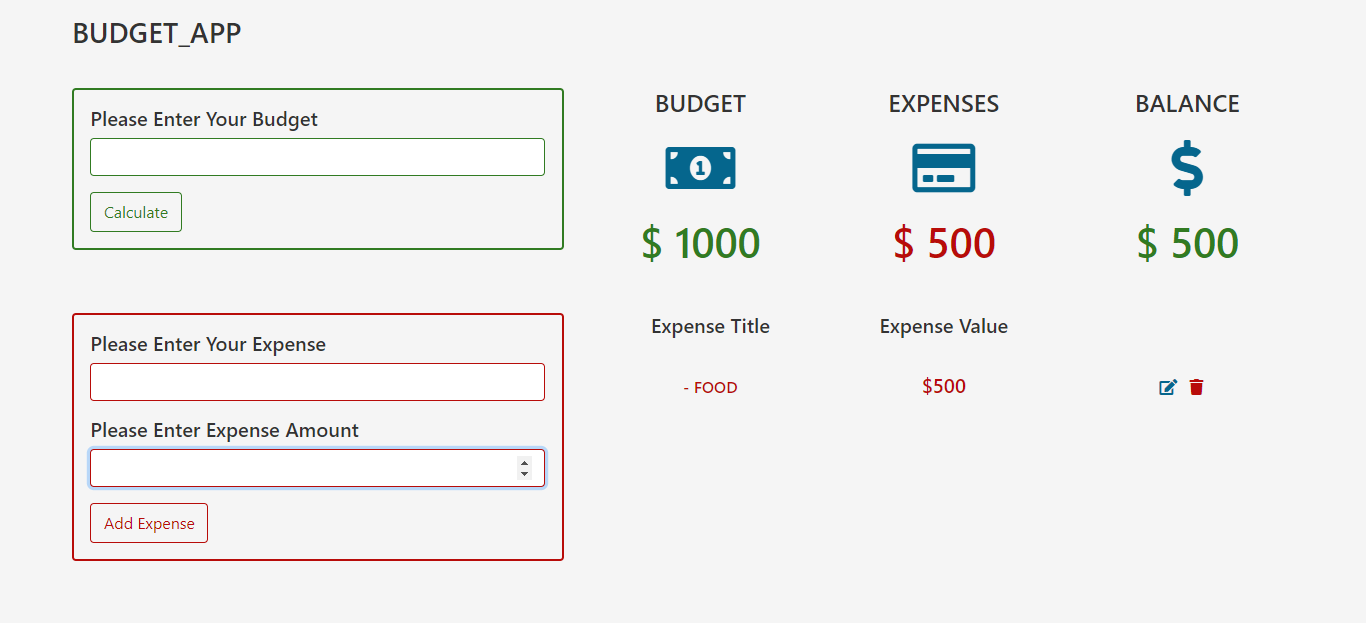 BUDGET_APP
Please Enter Your Budget
Calculate
BUDGET EXPENSES BALANCE
1
$ 1000 $ 500 $ 500
Please Enter Your Expense
Please Enter Expense Amount
Add Expense
Expense Title Expense Value
- FOOD $500